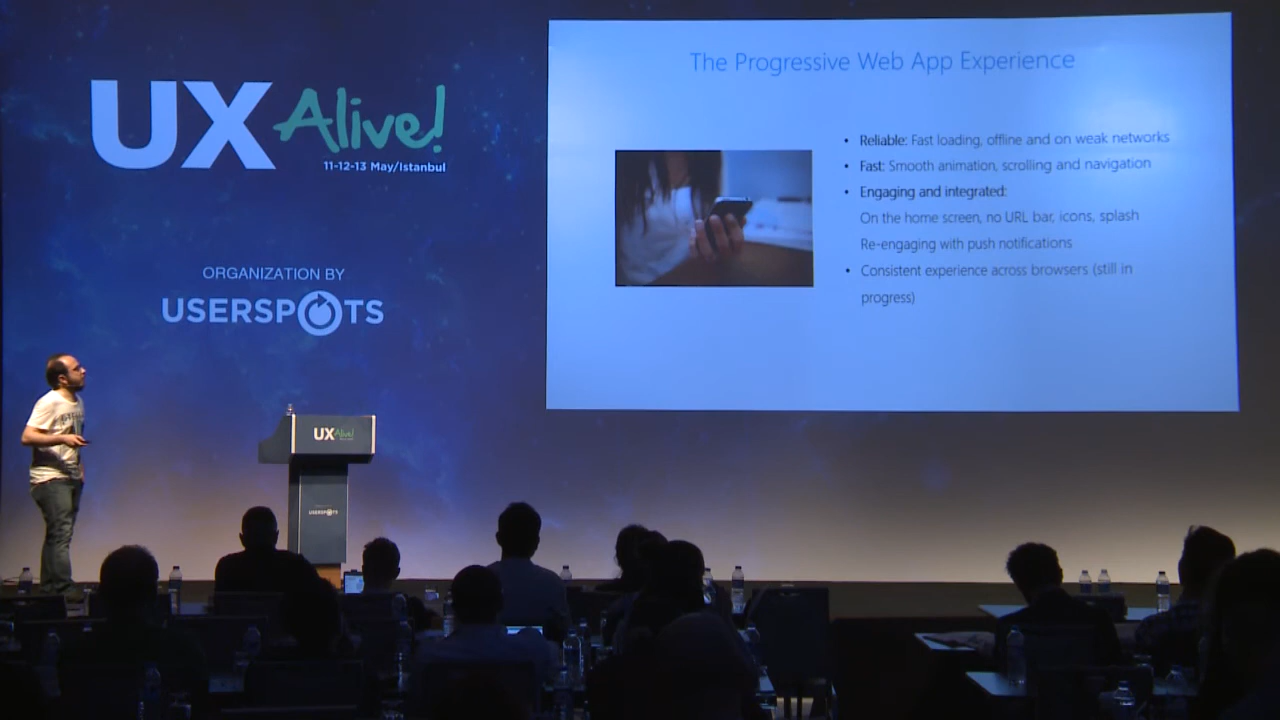 UX Alive!
11-12-13 May/Istanbul
ORGANIZATION BY
USERSPOTS
The Progressive Web App Experience
• Reliable: Fast loading, offline and on weak networks
• Fast: Smooth animation, scrolling and navigation
• Engaging and integrated:
On the home screen, no URL bar, icons, splash
Re-engaging with push notifications
• Consistent experience across browsers (still in
progress)
UX Alive!
USERSPOTS